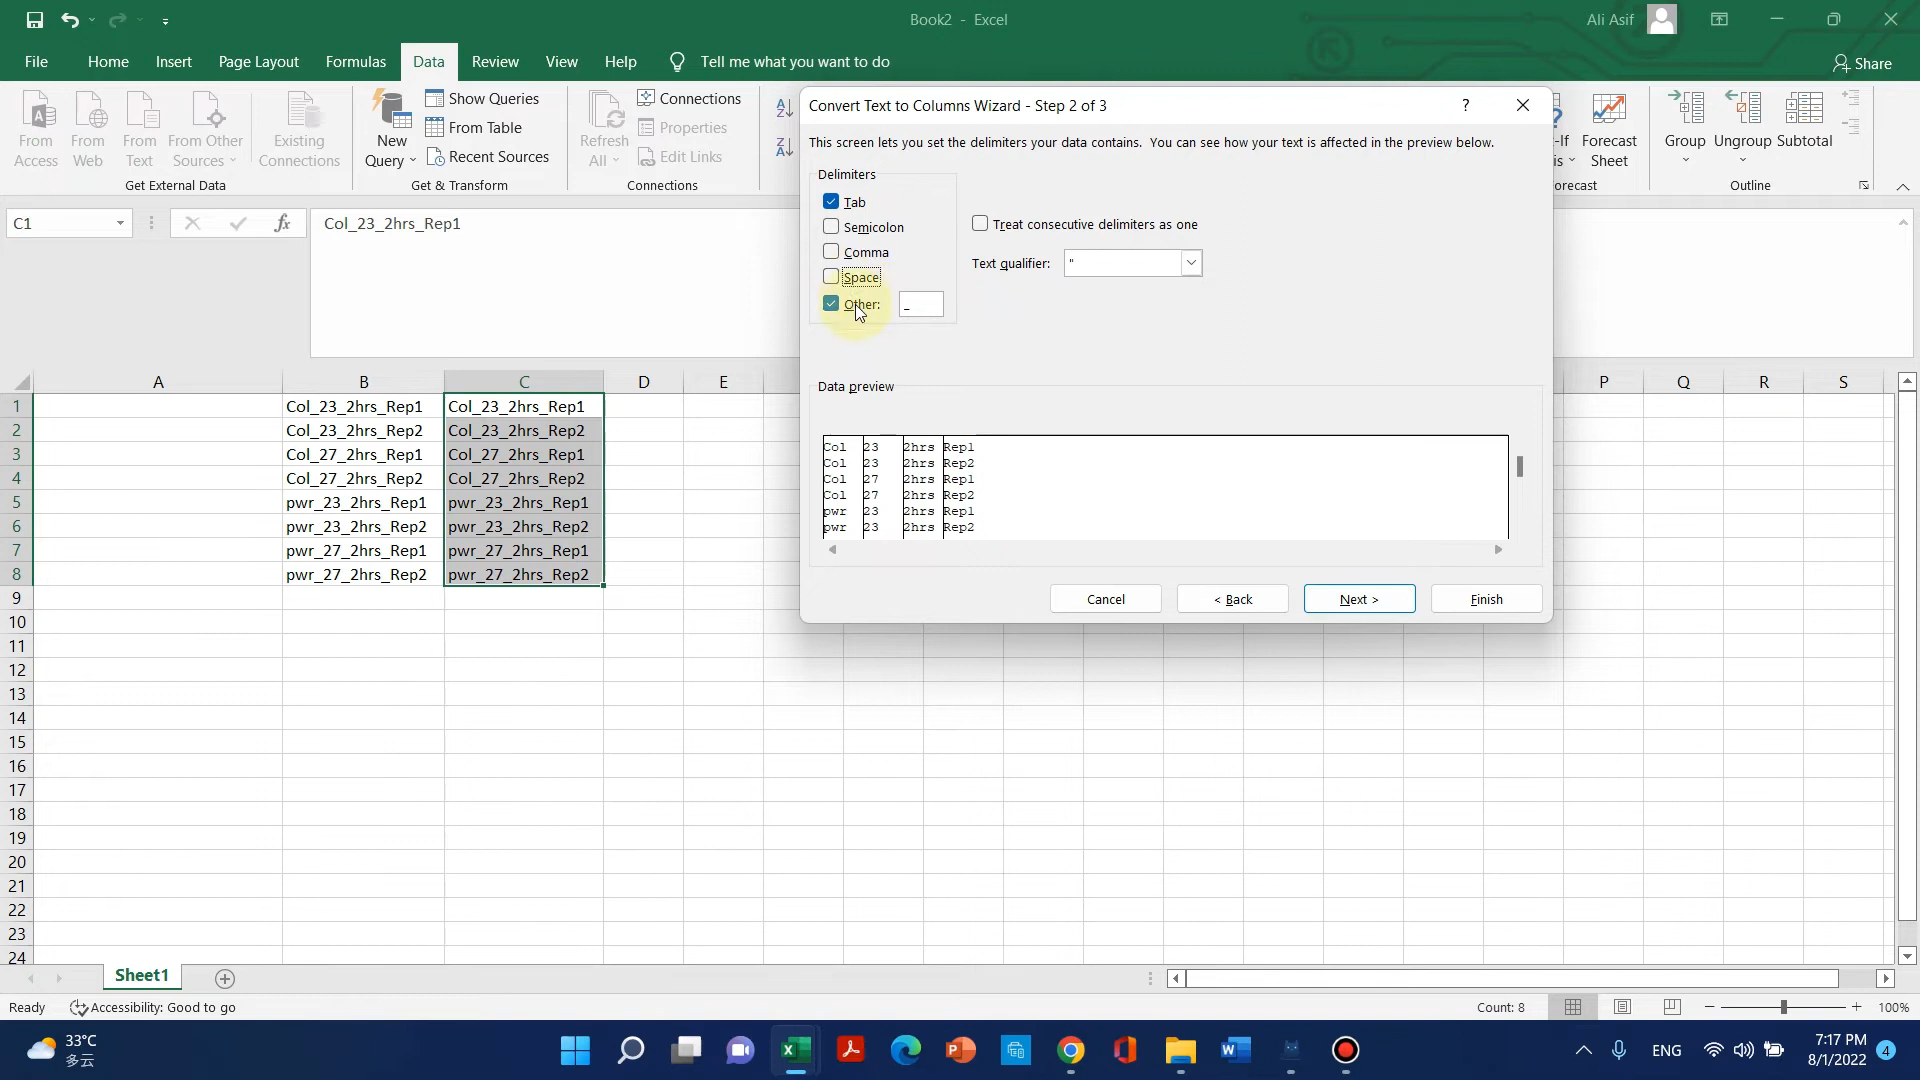 Book2 - Excel
Ali Asif
File Home Insert Page Layout Formulas Data Review View Help Tell me what you want to do
Share
From Access
From Web
From Text
From Other Sources
Existing Connections
Get External Data
New Query
Show Queries
From Table
Recent Sources
Get & Transform
Refresh All
Connections
Properties
Edit Links
Connections
Forecast Sheet
Group
Ungroup
Subtotal
Outline
Convert Text to Columns Wizard - Step 2 of 3
This screen lets you set the delimiters your data contains. You can see how your text is affected in the preview below.
Delimiters
Tab
Semicolon
Comma
Space
Other: _
Treat consecutive delimiters as one
Text qualifier: "
Data preview
Col 23 2hrs Rep1
Col 23 2hrs Rep2
Col 27 2hrs Rep1
Col 27 2hrs Rep2
pwr 23 2hrs Rep1
pwr 23 2hrs Rep2
Cancel < Back Next > Finish
C1 fx Col_23_2hrs_Rep1
A B C D E P Q R S
1 Col_23_2hrs_Rep1 Col_23_2hrs_Rep1
2 Col_23_2hrs_Rep2 Col_23_2hrs_Rep2
3 Col_27_2hrs_Rep1 Col_27_2hrs_Rep1
4 Col_27_2hrs_Rep2 Col_27_2hrs_Rep2
5 pwr_23_2hrs_Rep1 pwr_23_2hrs_Rep1
6 pwr_23_2hrs_Rep2 pwr_23_2hrs_Rep2
7 pwr_27_2hrs_Rep1 pwr_27_2hrs_Rep1
8 pwr_27_2hrs_Rep2 pwr_27_2hrs_Rep2
9
10
11
12
13
14
15
16
17
18
19
20
21
22
23
24
Sheet1
Ready Accessibility: Good to go Count: 8 100%
33°C
多云
ENG
7:17 PM
8/1/2022
4